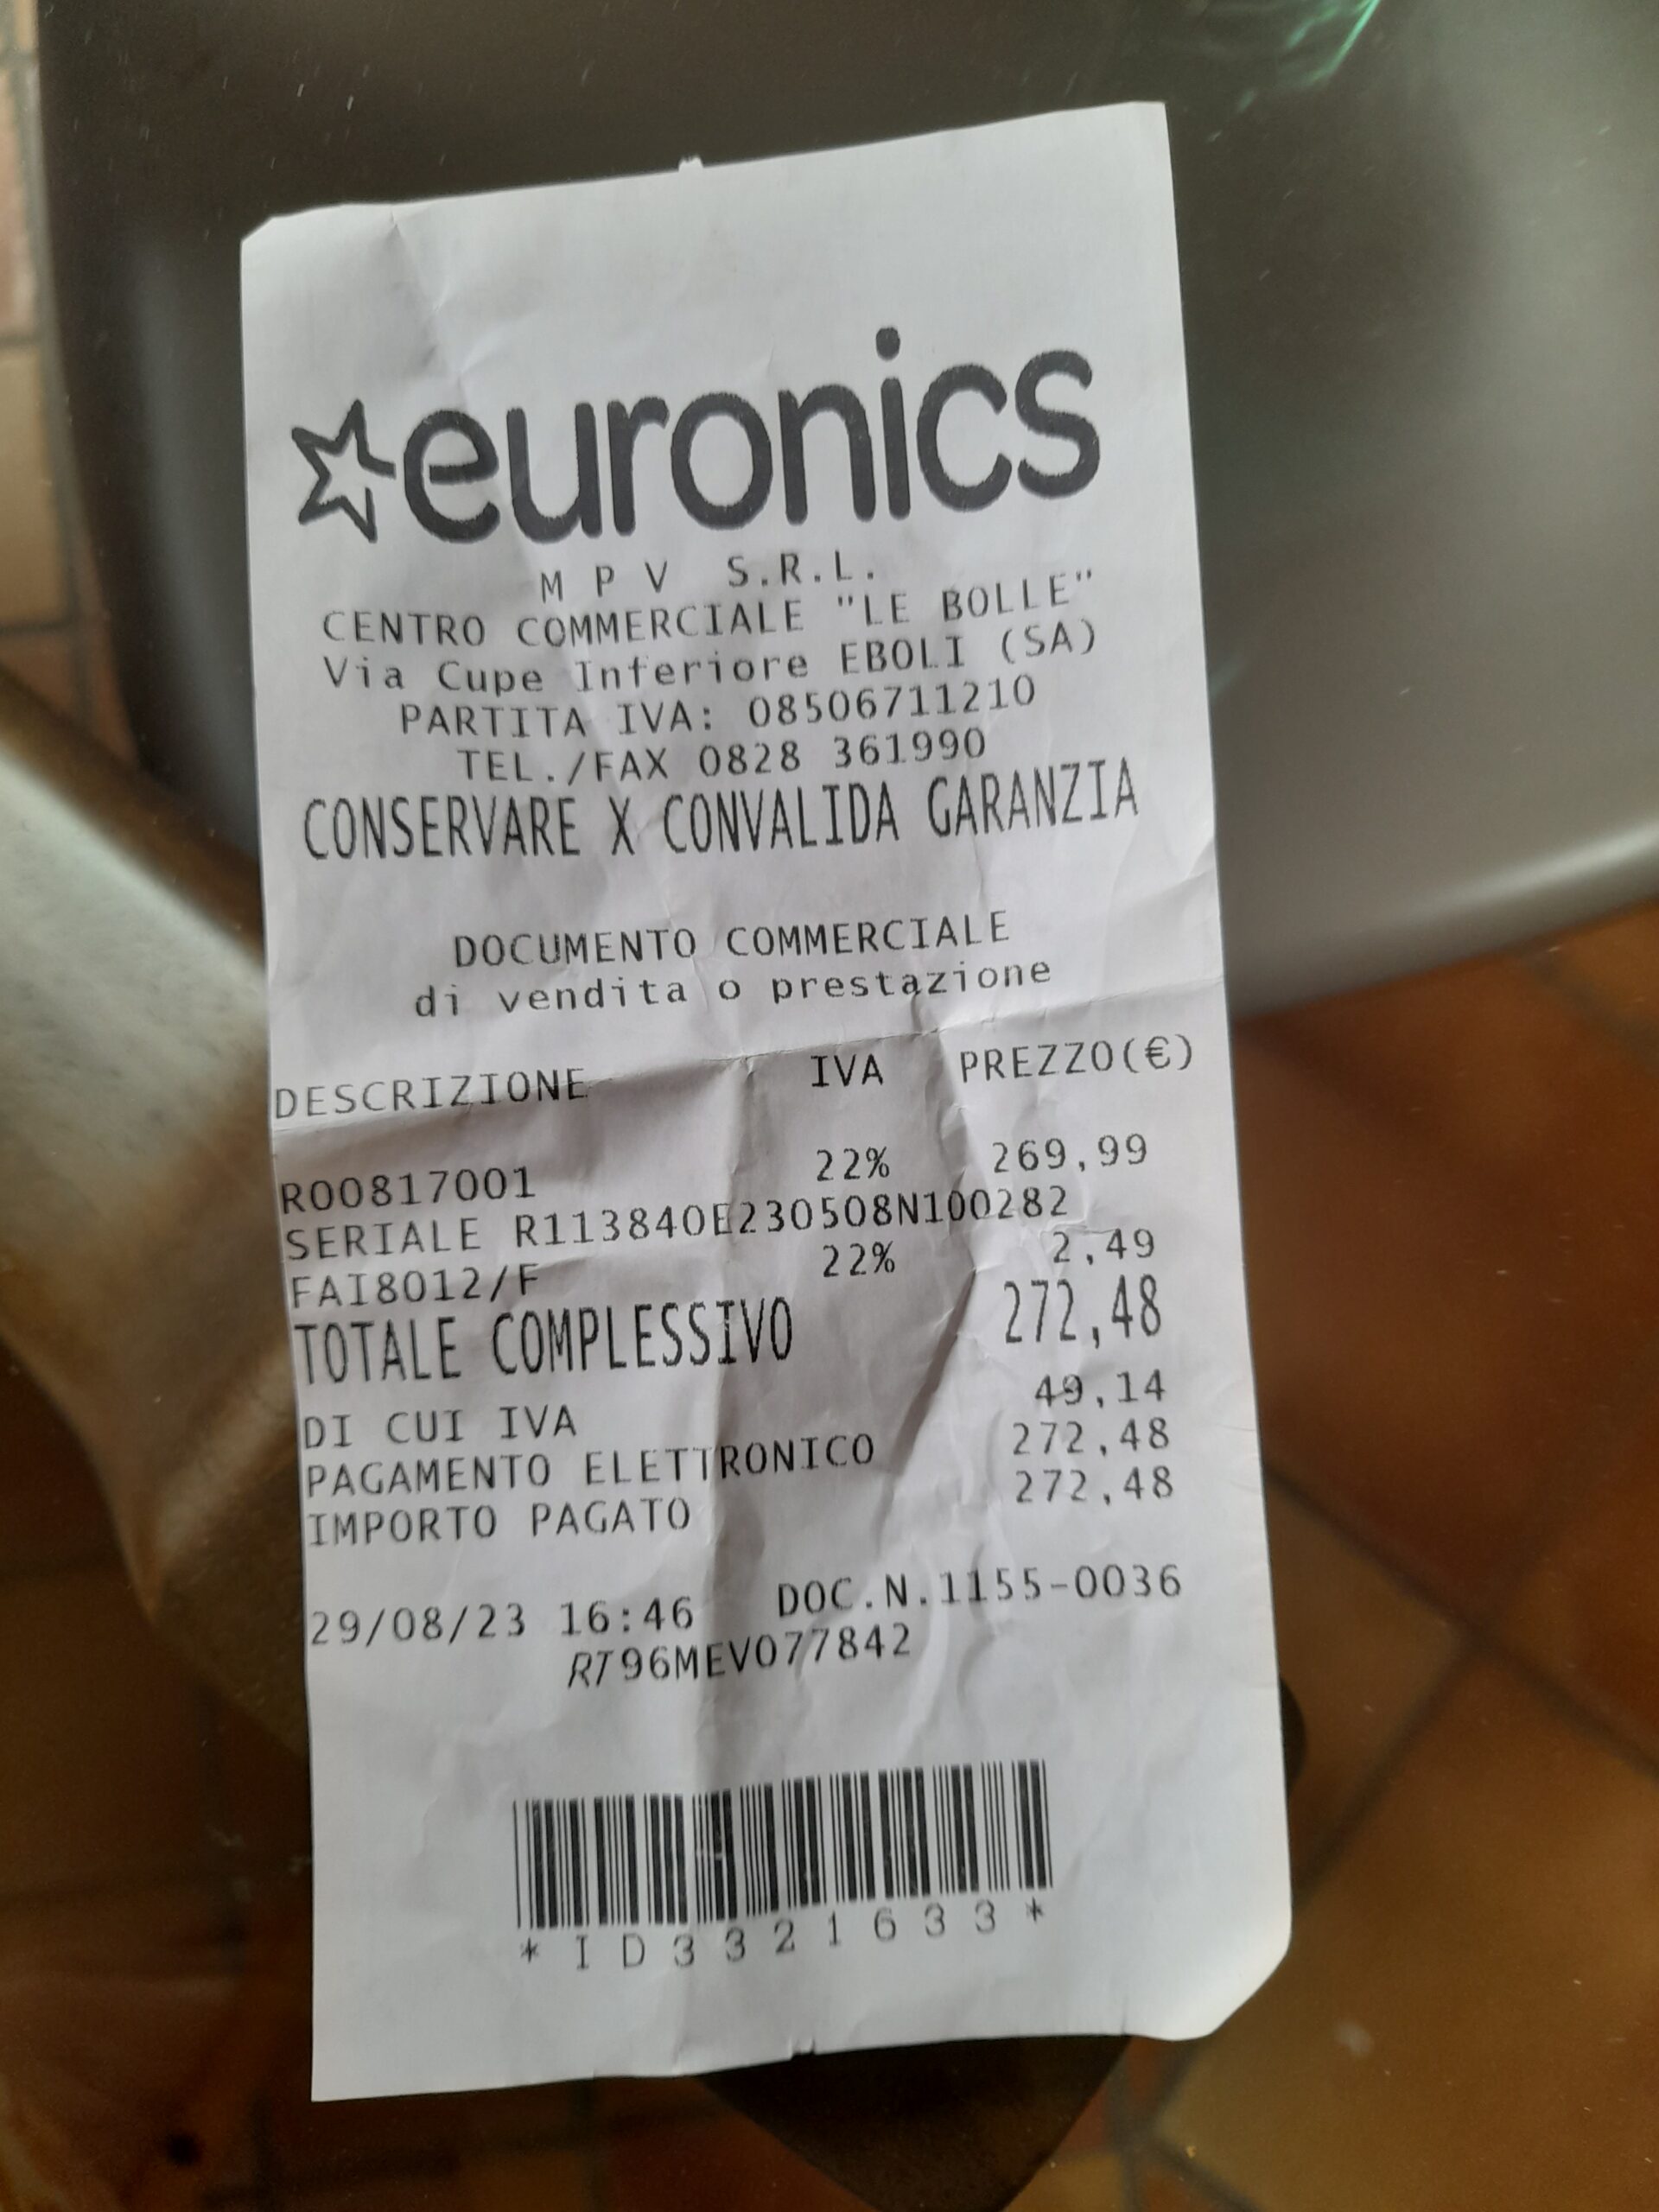 euronics
M P V S.R.L.
CENTRO COMMERCIALE "LE BOLLE"
Via Cupe Inferiore EBOLI (SA)
PARTITA IVA: 08506711210
TEL./FAX 0828 361990
CONSERVARE X CONVALIDA GARANZIA
DOCUMENTO COMMERCIALE
di vendita o prestazione
DESCRIZIONE IVA PREZZO(€)
R00817001 22% 269,99
SERIALE R113840E230508N100282
FAI8012/F 22% 2,49
TOTALE COMPLESSIVO 272,48
DI CUI IVA 49,14
PAGAMENTO ELETTRONICO 272,48
IMPORTO PAGATO 272,48
29/08/23 16:46 DOC.N.1155-0036
RT96MEV077842
*ID3321633*